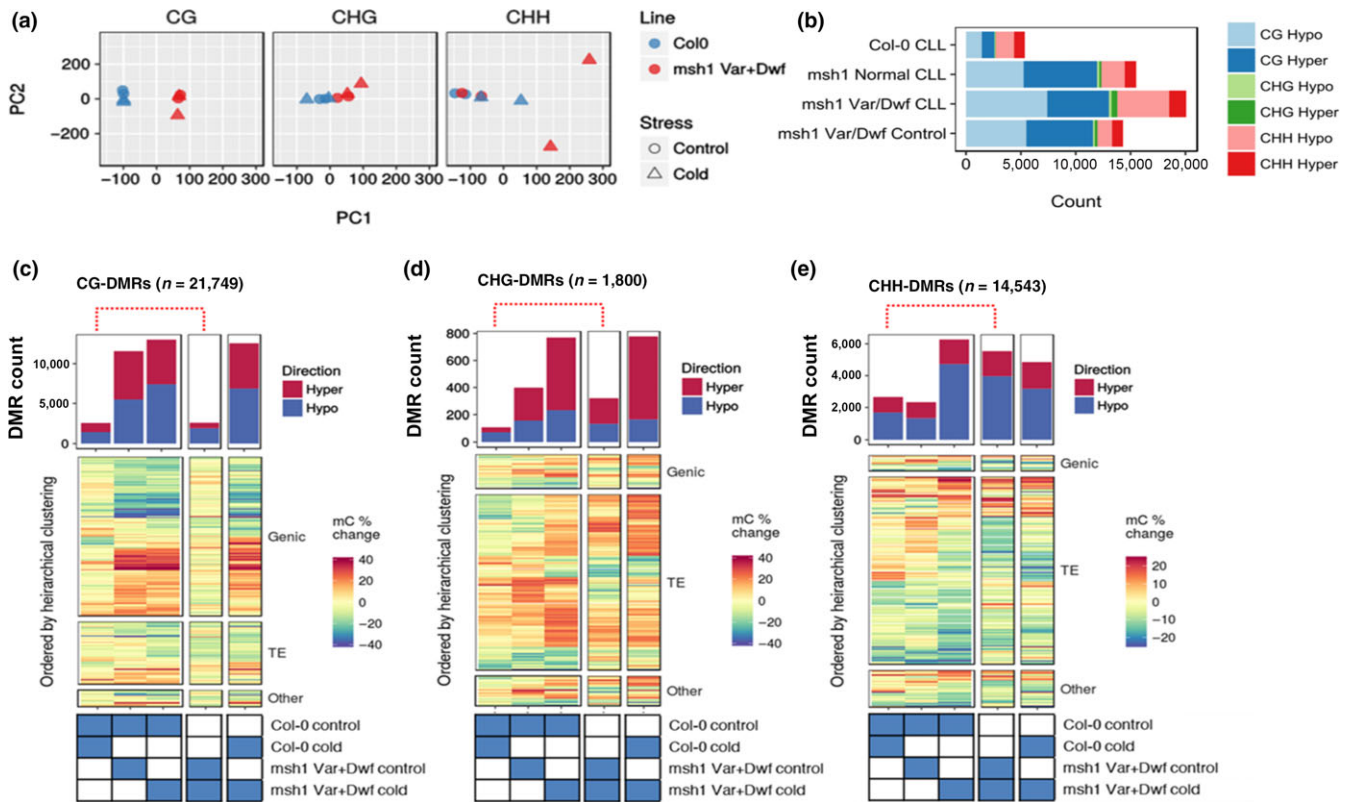 (a)
CG CHG CHH
PC2
200
0
−200
−100 0 100 200 300 −100 0 100 200 300 −100 0 100 200 300
PC1
Line
Col0
msh1 Var+Dwf
Stress
Control
Cold
(b)
Col-0 CLL
msh1 Normal CLL
msh1 Var/Dwf CLL
msh1 Var/Dwf Control
0 5,000 10,000 15,000 20,000
Count
CG Hypo
CG Hyper
CHG Hypo
CHG Hyper
CHH Hypo
CHH Hyper
(c)
CG-DMRs (n = 21,749)
DMR count
10,000
5,000
0
Direction
Hyper
Hypo
Ordered by heirarchical clustering
Genic
TE
Other
mC %
change
40
20
0
−20
−40
Col-0 control
Col-0 cold
msh1 Var+Dwf control
msh1 Var+Dwf cold
(d)
CHG-DMRs (n = 1,800)
DMR count
800
600
400
200
0
Direction
Hyper
Hypo
Ordered by heirarchical clustering
Genic
TE
Other
mC %
change
40
20
0
−20
−40
Col-0 control
Col-0 cold
msh1 Var+Dwf control
msh1 Var+Dwf cold
(e)
CHH-DMRs (n = 14,543)
DMR count
6,000
4,000
2,000
0
Direction
Hyper
Hypo
Ordered by heirarchical clustering
Genic
TE
Other
mC %
change
20
10
0
−10
−20
Col-0 control
Col-0 cold
msh1 Var+Dwf control
msh1 Var+Dwf cold